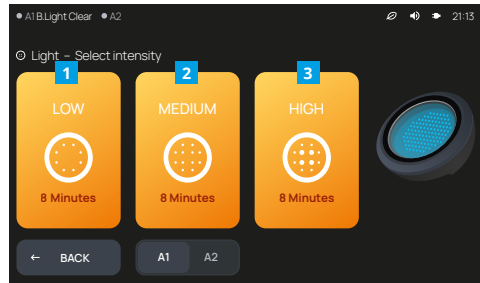 A1 B.Light Clear A2 21:13
Light – Select intensity
1 2 3
LOW MEDIUM HIGH
8 Minutes 8 Minutes 8 Minutes
← BACK A1 A2